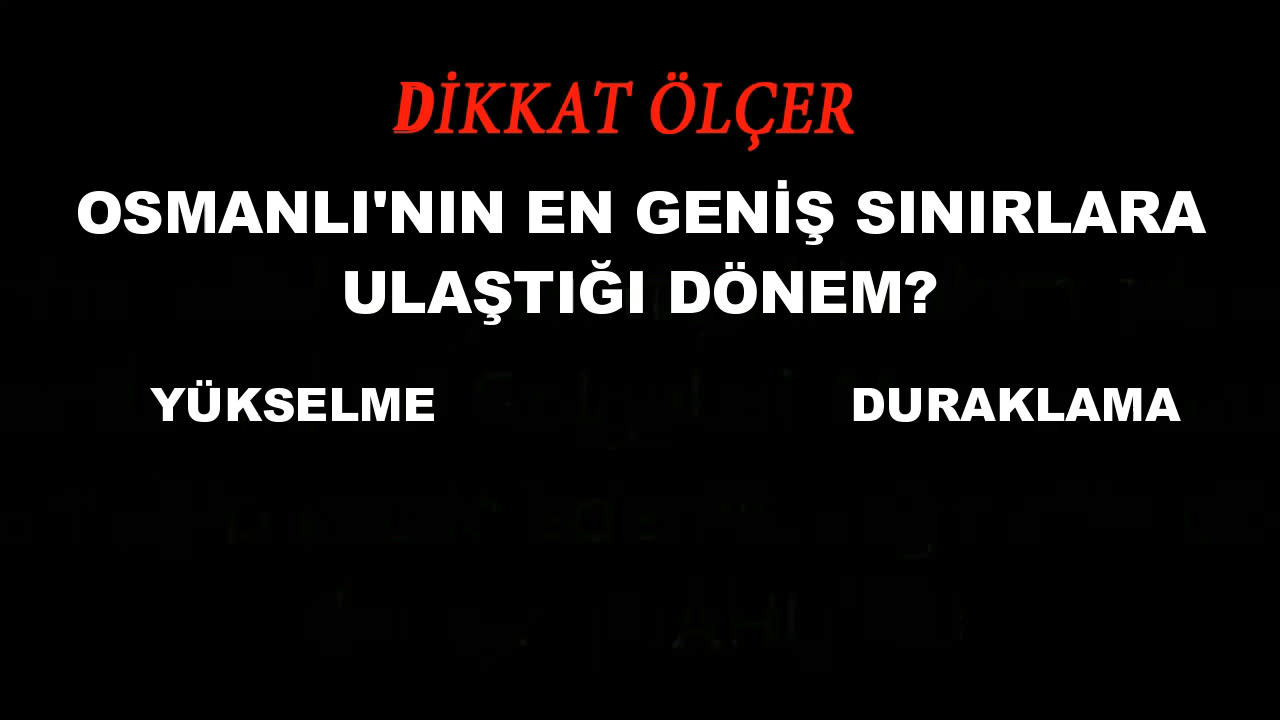 DİKKAT ÖLÇER
OSMANLI'NIN EN GENİŞ SINIRLARA
ULAŞTIĞI DÖNEM?
YÜKSELME DURAKLAMA